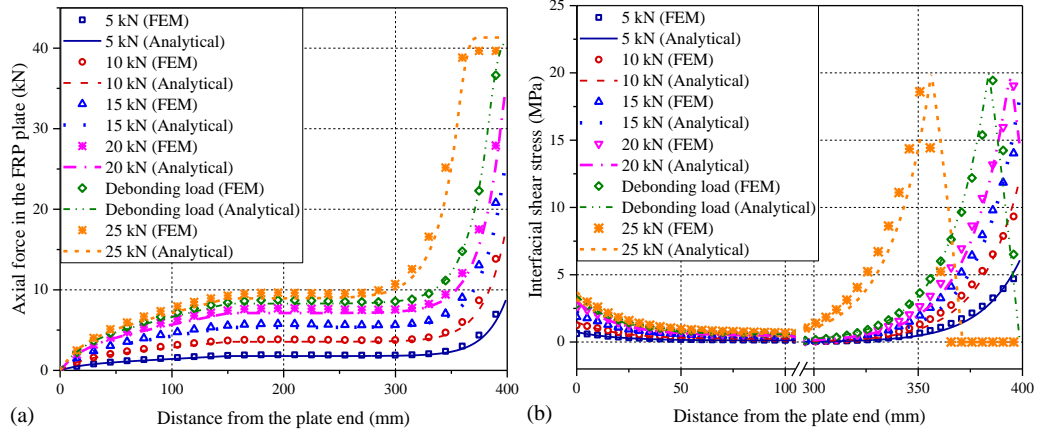 5 kN (FEM)
5 kN (Analytical)
10 kN (FEM)
10 kN (Analytical)
15 kN (FEM)
15 kN (Analytical)
20 kN (FEM)
20 kN (Analytical)
Debonding load (FEM)
Debonding load (Analytical)
25 kN (FEM)
25 kN (Analytical)
Axial force in the FRP plate (kN)
40
30
20
10
0
0 100 200 300 400
Distance from the plate end (mm)
(a)
5 kN (FEM)
5 kN (Analytical)
10 kN (FEM)
10 kN (Analytical)
15 kN (FEM)
15 kN (Analytical)
20 kN (FEM)
20 kN (Analytical)
Debonding load (FEM)
Debonding load (Analytical)
25 kN (FEM)
25 kN (Analytical)
Interfacial shear stress (MPa)
25
20
15
10
5
0
0 50 100 300 350 400
Distance from the plate end (mm)
(b)